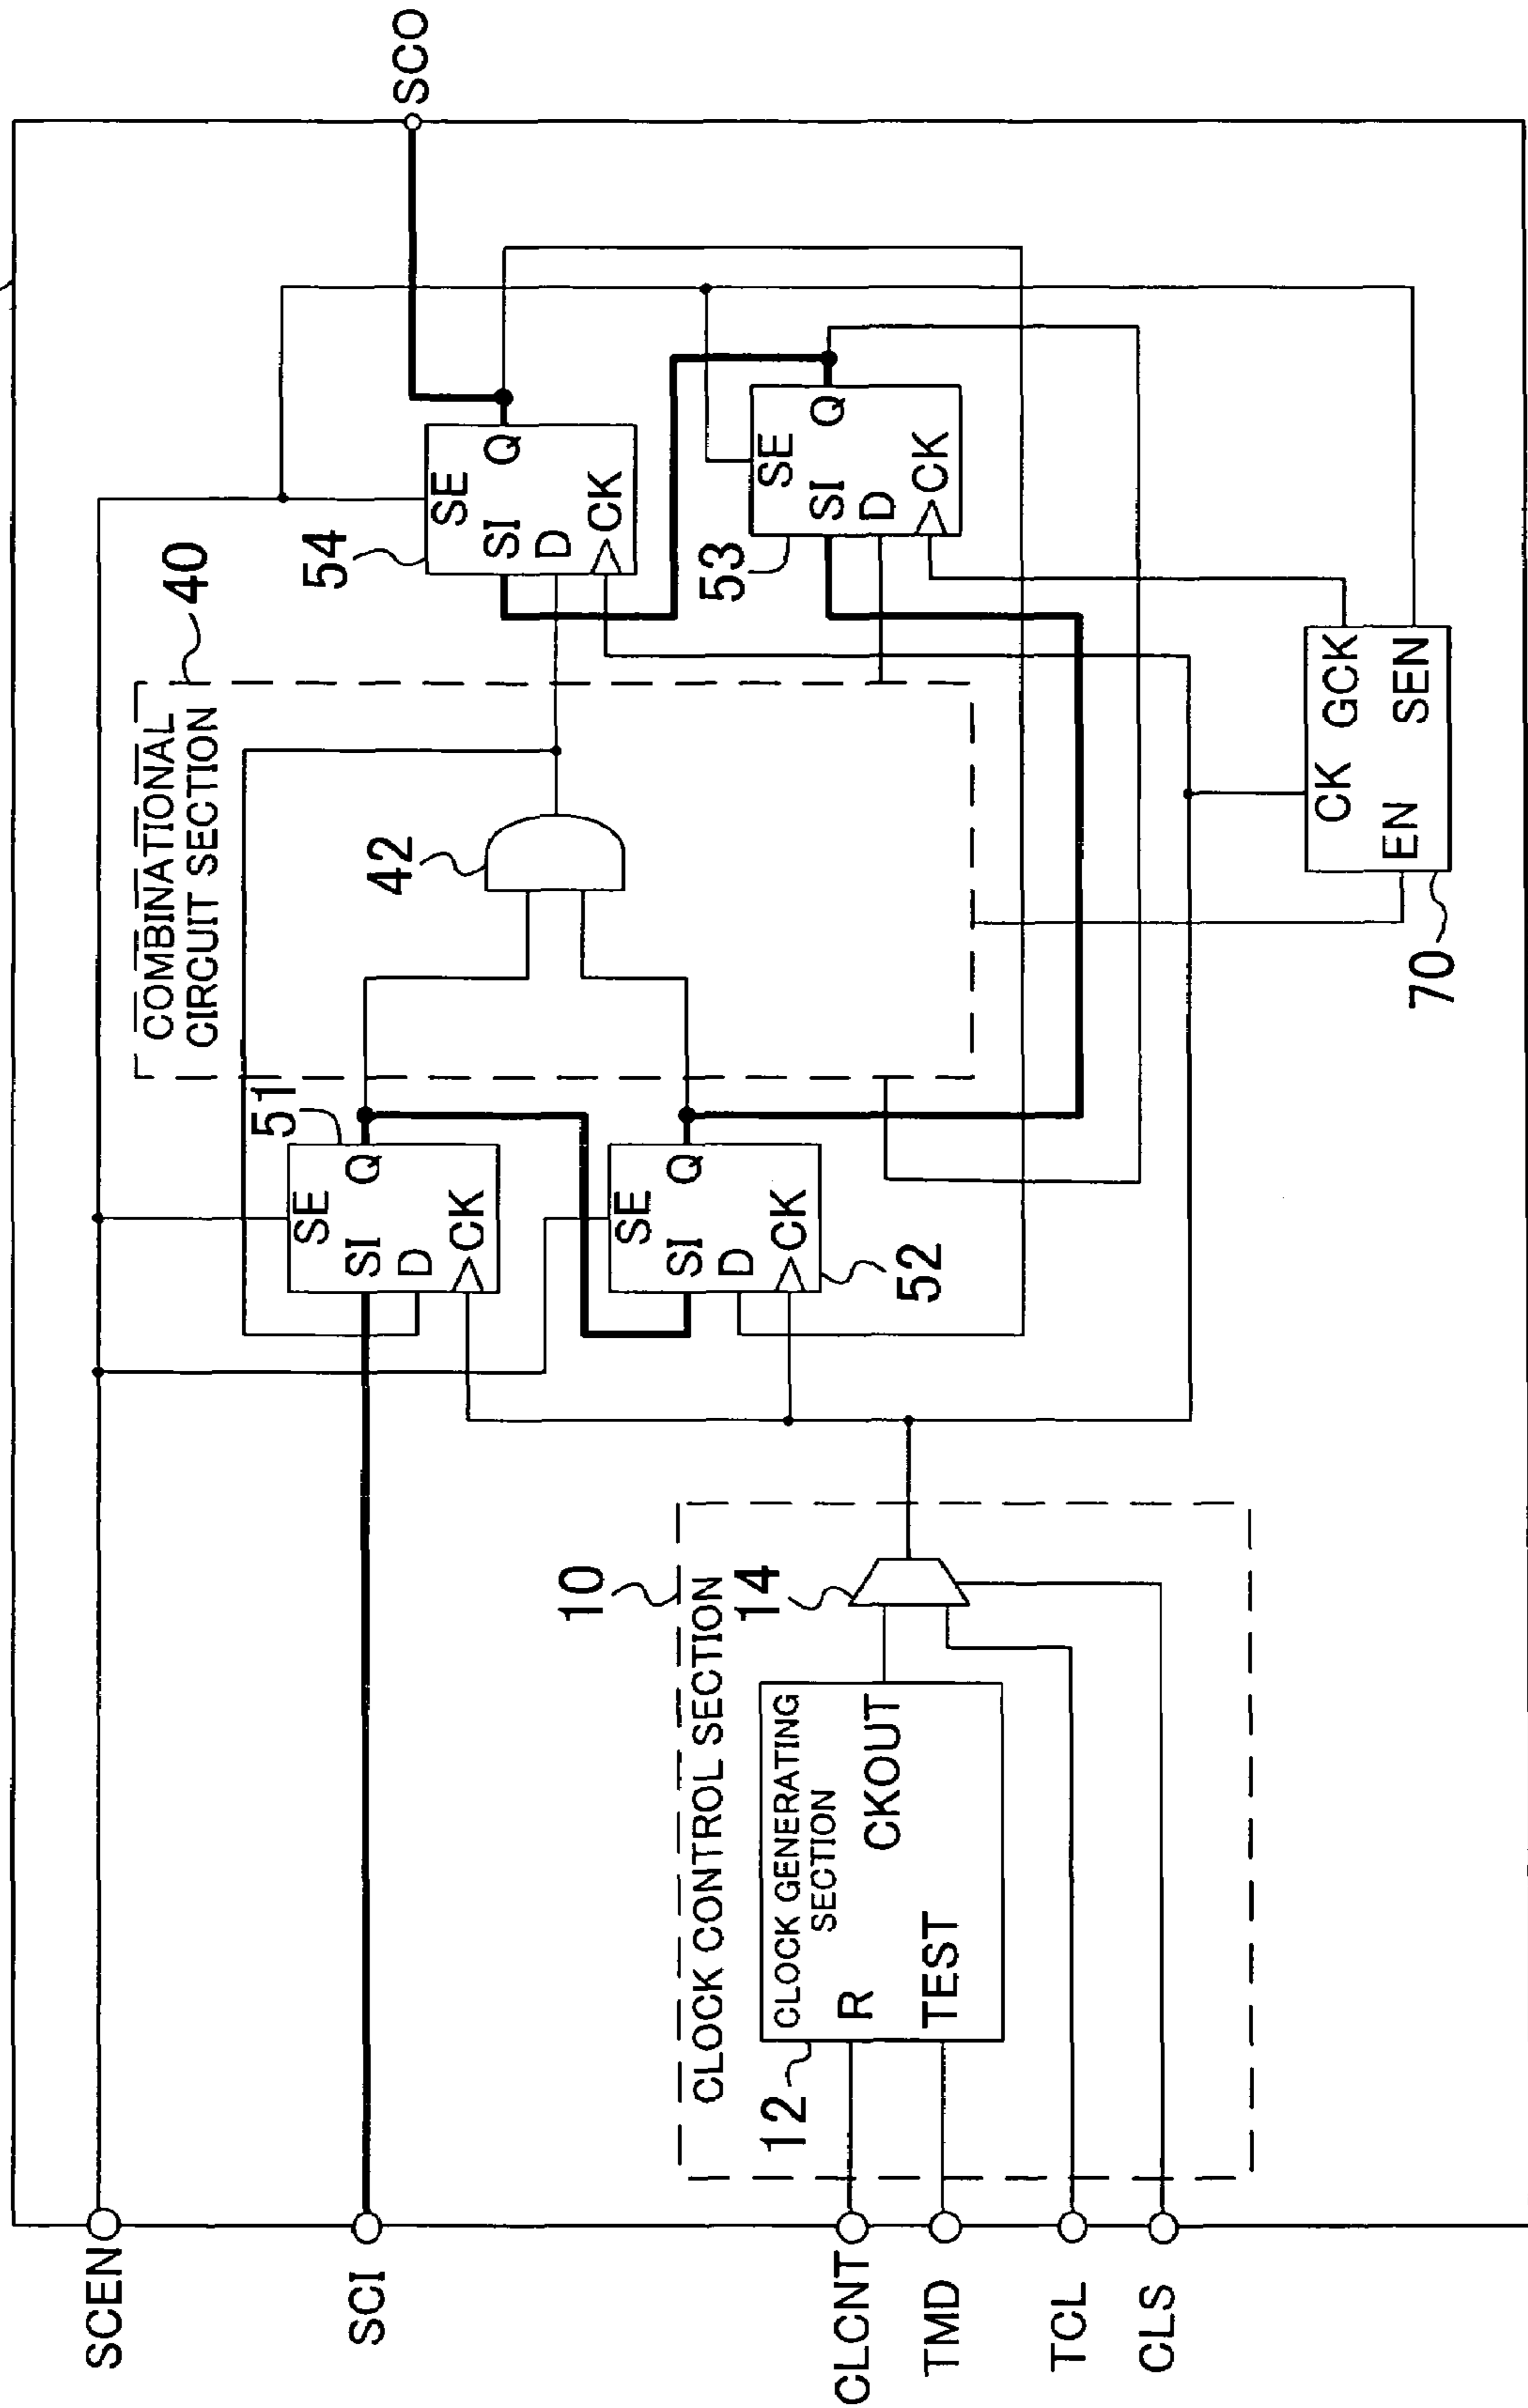 SCEN
SCI
CLCNT
TMD
TCL
CLS
SCO
COMBINATIONAL
CIRCUIT SECTION
40
42
51
SE
SI
Q
D
CK
52
SE
SI
Q
D
CK
54
SE
SI
Q
D
CK
53
SE
SI
Q
D
CK
10
CLOCK CONTROL SECTION
14
12
CLOCK GENERATING
SECTION
R
CKOUT
TEST
70
CK GCK
EN SEN